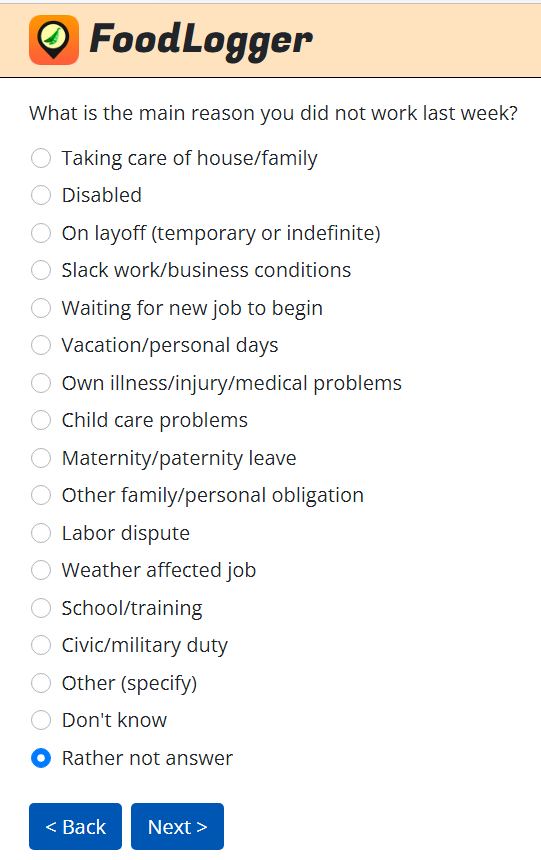 FoodLogger
What is the main reason you did not work last week?
Taking care of house/family
Disabled
On layoff (temporary or indefinite)
Slack work/business conditions
Waiting for new job to begin
Vacation/personal days
Own illness/injury/medical problems
Child care problems
Maternity/paternity leave
Other family/personal obligation
Labor dispute
Weather affected job
School/training
Civic/military duty
Other (specify)
Don't know
Rather not answer
< Back Next >